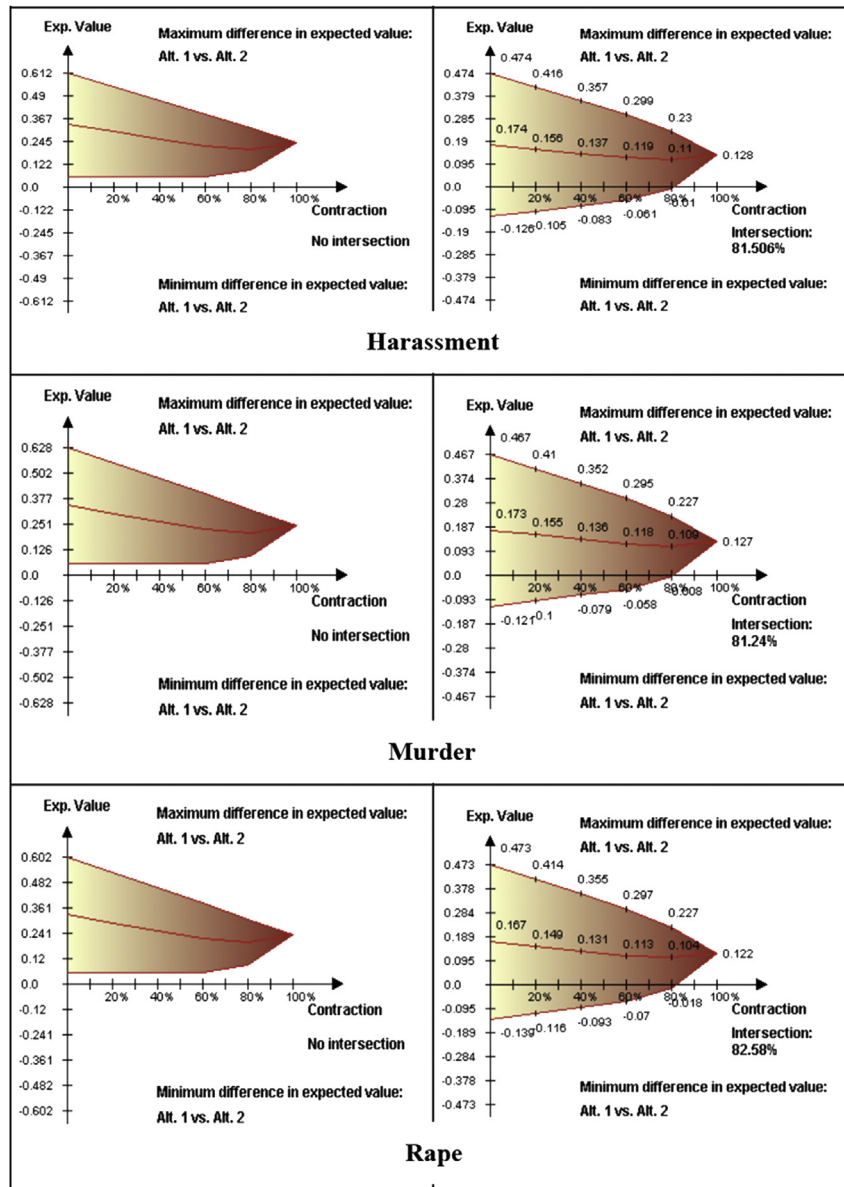 Exp. Value
Maximum difference in expected value:
Alt. 1 vs. Alt. 2
0.612
0.49
0.367
0.245
0.122
0.0
-0.122
-0.245
-0.367
-0.49
-0.612
20% 40% 60% 80% 100%
Contraction
No intersection
Minimum difference in expected value:
Alt. 1 vs. Alt. 2
Exp. Value
Maximum difference in expected value:
Alt. 1 vs. Alt. 2
0.474
0.379
0.285
0.19
0.095
0.0
-0.095
-0.19
-0.285
-0.379
-0.474
0.474 0.416 0.357 0.299 0.23
0.174 0.156 0.137 0.119 0.11 0.128
20% 40% 60% 80% 100%
-0.126 -0.105 -0.083 -0.061 -0.01
Contraction
Intersection:
81.506%
Minimum difference in expected value:
Alt. 1 vs. Alt. 2
Harassment
Exp. Value
Maximum difference in expected value:
Alt. 1 vs. Alt. 2
0.628
0.502
0.377
0.251
0.126
0.0
-0.126
-0.251
-0.377
-0.502
-0.628
20% 40% 60% 80% 100%
Contraction
No intersection
Minimum difference in expected value:
Alt. 1 vs. Alt. 2
Exp. Value
Maximum difference in expected value:
Alt. 1 vs. Alt. 2
0.467
0.374
0.28
0.187
0.093
0.0
-0.093
-0.187
-0.28
-0.374
-0.467
0.467 0.41 0.352 0.295 0.227
0.173 0.155 0.136 0.118 0.109 0.127
20% 40% 60% 80% 100%
-0.121 -0.1 -0.079 -0.058 -0.008
Contraction
Intersection:
81.24%
Minimum difference in expected value:
Alt. 1 vs. Alt. 2
Murder
Exp. Value
Maximum difference in expected value:
Alt. 1 vs. Alt. 2
0.602
0.482
0.361
0.241
0.12
0.0
-0.12
-0.241
-0.361
-0.482
-0.602
20% 40% 60% 80% 100%
Contraction
No intersection
Minimum difference in expected value:
Alt. 1 vs. Alt. 2
Exp. Value
Maximum difference in expected value:
Alt. 1 vs. Alt. 2
0.473
0.378
0.284
0.189
0.095
0.0
-0.095
-0.189
-0.284
-0.378
-0.473
0.473 0.414 0.355 0.297 0.227
0.167 0.149 0.131 0.113 0.104 0.122
20% 40% 60% 80% 100%
-0.139 -0.116 -0.093 -0.07 -0.018
Contraction
Intersection:
82.58%
Minimum difference in expected value:
Alt. 1 vs. Alt. 2
Rape